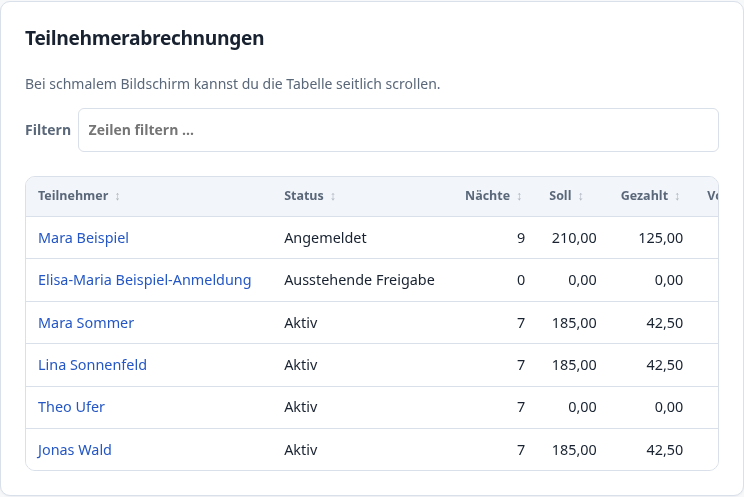 Teilnehmerabrechnungen
Bei schmalem Bildschirm kannst du die Tabelle seitlich scrollen.
Filtern Zeilen filtern ...
Teilnehmer ↕ Status ↕ Nächte ↕ Soll ↕ Gezahlt ↕
Mara Beispiel Angemeldet 9 210,00 125,00
Elisa-Maria Beispiel-Anmeldung Ausstehende Freigabe 0 0,00 0,00
Mara Sommer Aktiv 7 185,00 42,50
Lina Sonnenfeld Aktiv 7 185,00 42,50
Theo Ufer Aktiv 7 0,00 0,00
Jonas Wald Aktiv 7 185,00 42,50